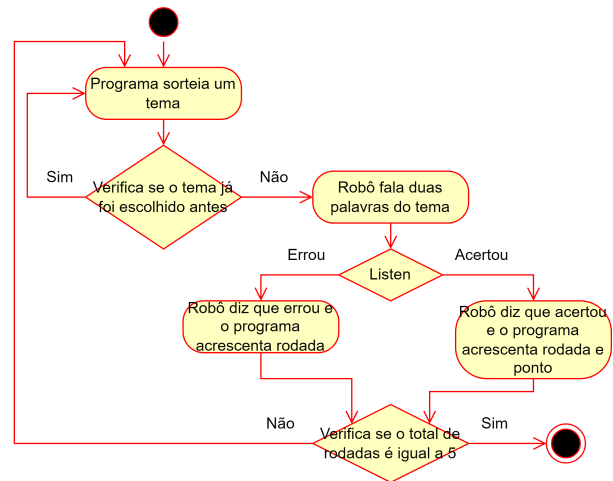 Programa sorteia um
tema
Sim
Verifica se o tema já
foi escolhido antes
Não
Robô fala duas
palavras do tema
Errou
Listen
Acertou
Robô diz que errou e
o programa
acrescenta rodada
Robô diz que acertou
e o programa
acrescenta rodada e
ponto
Não
Verifica se o total de
rodadas é igual a 5
Sim